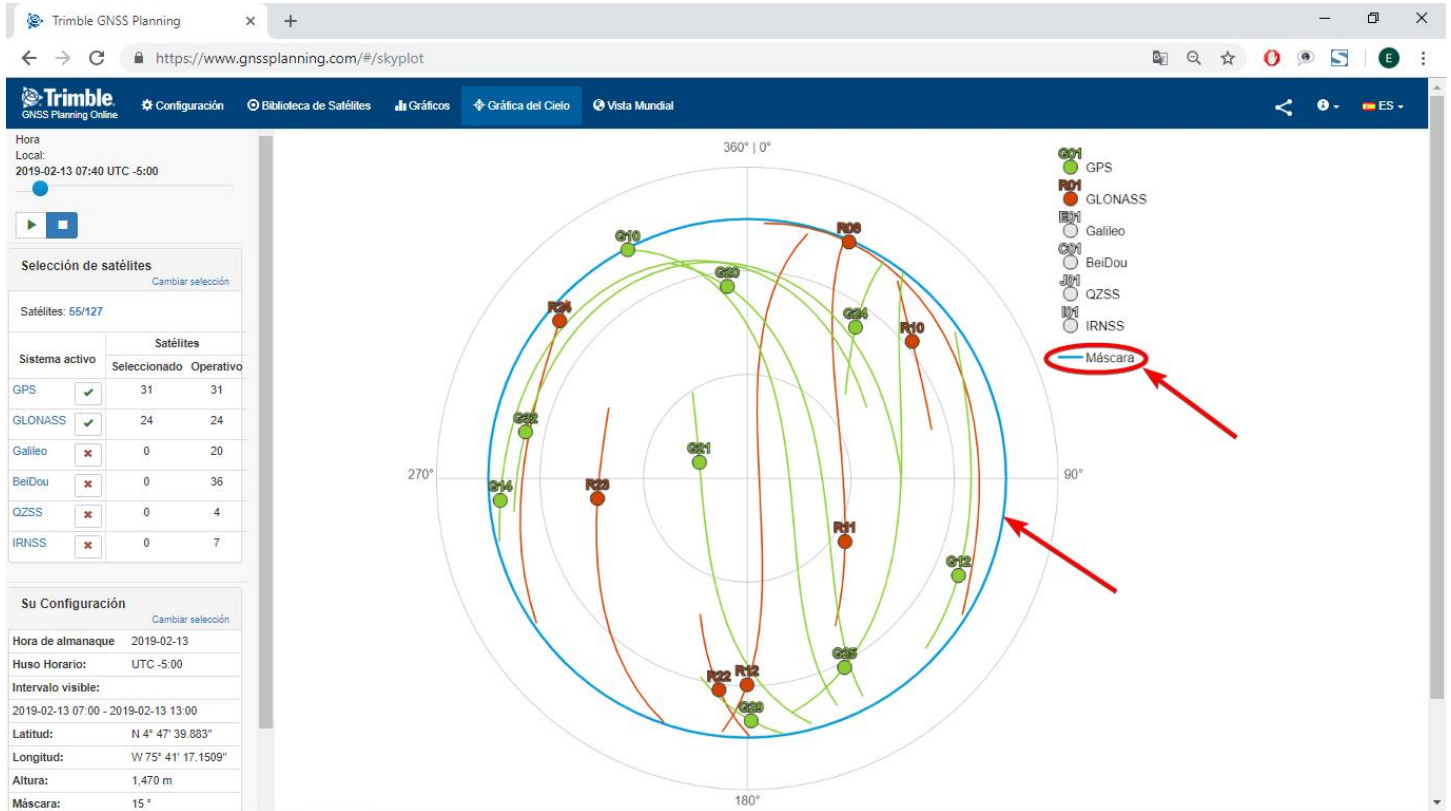 Trimble GNSS Planning
https://www.gnssplanning.com/#/skyplot
E
Trimble.
GNSS Planning Online
Configuración
Biblioteca de Satélites
Gráficos
Gráfica del Cielo
Vista Mundial
ES
Hora
Local:
2019-02-13 07:40 UTC -5:00
Selección de satélites
Cambiar selección
Satélites: 55/127
Sistema activo
Satélites
Seleccionado Operativo
GPS 31 31
GLONASS 24 24
Galileo 0 20
BeiDou 0 36
QZSS 0 4
IRNSS 0 7
Su Configuración
Cambiar selección
Hora de almanaque 2019-02-13
Huso Horario: UTC -5:00
Intervalo visible:
2019-02-13 07:00 - 2019-02-13 13:00
Latitud: N 4° 47' 39.883"
Longitud: W 75° 41' 17.1509"
Altura: 1,470 m
Máscara: 15 °
360° | 0°
G10
R08
G20
R24
G24
R10
G32
G21
270°
90°
G14
R23
R11
G12
G25
R22
R12
G29
180°
G01
GPS
R01
GLONASS
E01
Galileo
C01
BeiDou
J01
QZSS
I01
IRNSS
Máscara